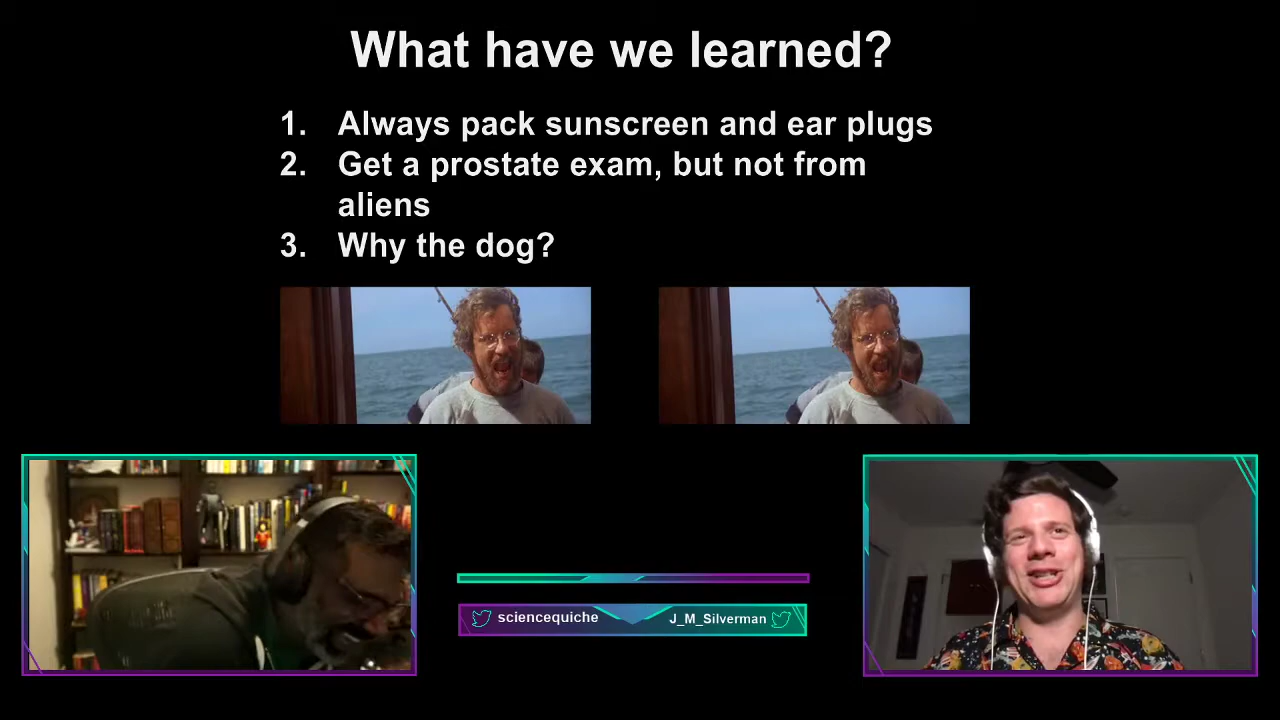 What have we learned?
1. Always pack sunscreen and ear plugs
2. Get a prostate exam, but not from
aliens
3. Why the dog?
sciencequiche
J_M_Silverman